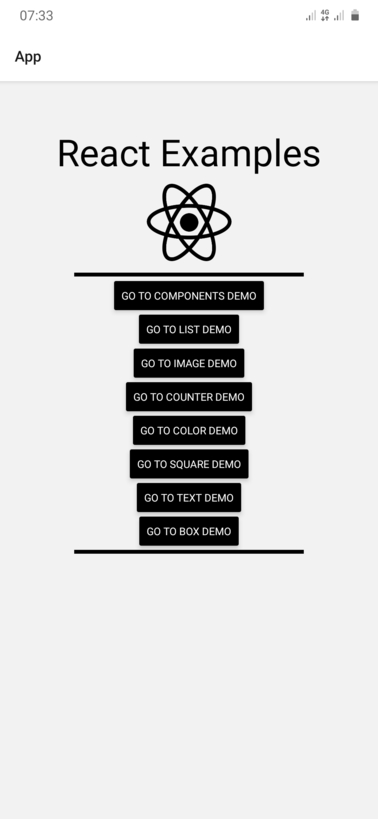 07:33
4G
App
React Examples
GO TO COMPONENTS DEMO
GO TO LIST DEMO
GO TO IMAGE DEMO
GO TO COUNTER DEMO
GO TO COLOR DEMO
GO TO SQUARE DEMO
GO TO TEXT DEMO
GO TO BOX DEMO